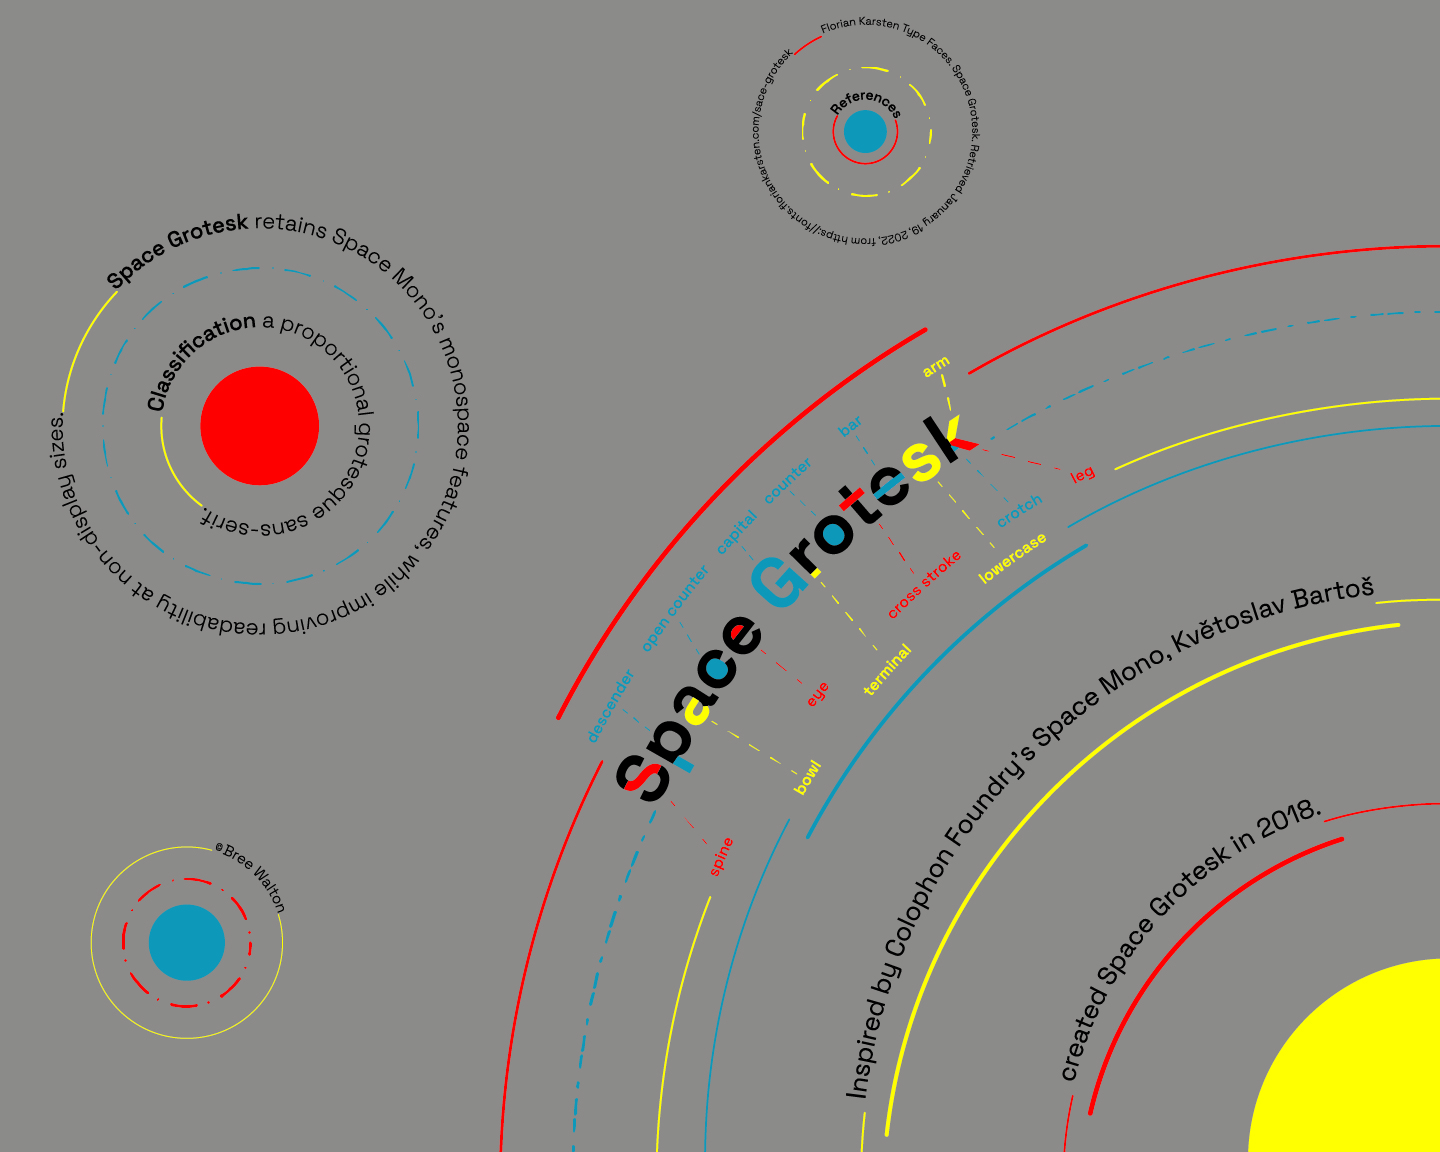 Florian Karsten Type Faces. Space Grotesk. Retrieved January 19, 2022, from https://fonts.floriankarsten.com/sace-grotesk
References
Space Grotesk retains Space Mono's monospace features, while improving readability at non-display sizes.
Classification a proportional grotesque sans-serif.
arm
bar
counter
capital
open counter
descender
Space Grotesk
leg
crotch
lowercase
cross stroke
terminal
eye
bowl
spine
Inspired by Colophon Foundry's Space Mono, Květoslav Bartoš
created Space Grotesk in 2018.
©Bree Walton